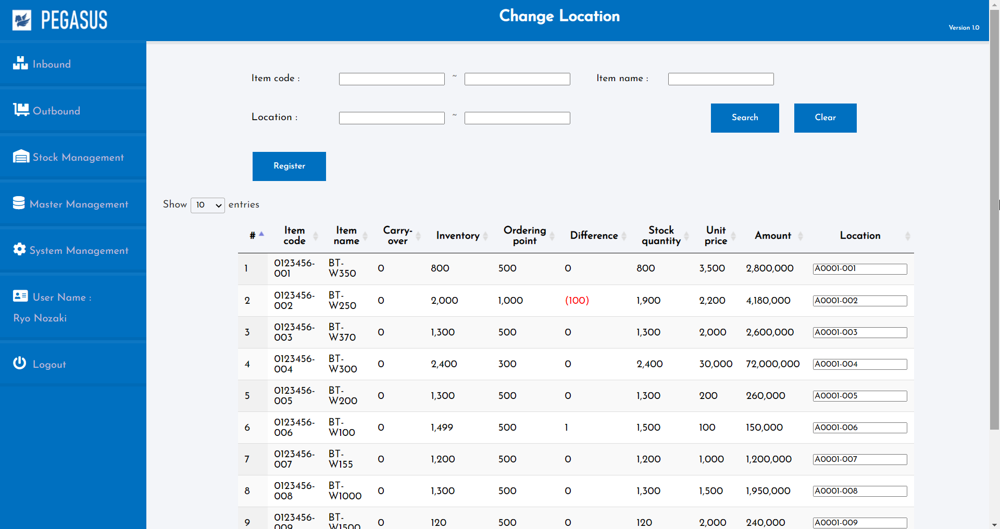 PEGASUS
Change Location
Version 1.0
Inbound
Outbound
Stock Management
Master Management
System Management
User Name :
Ryo Nozaki
Logout
Item code : ~ Item name :
Location : ~ Search Clear
Register
Show 10 entries
# Item code Item name Carry-over Inventory Ordering point Difference Stock quantity Unit price Amount Location
1 0123456-001 BT-W350 0 800 500 0 800 3,500 2,800,000 A0001-001
2 0123456-002 BT-W250 0 2,000 1,000 (100) 1,900 2,200 4,180,000 A0001-002
3 0123456-003 BT-W370 0 1,300 500 0 1,300 2,000 2,600,000 A0001-003
4 0123456-004 BT-W300 0 2,400 300 0 2,400 30,000 72,000,000 A0001-004
5 0123456-005 BT-W200 0 1,300 500 0 1,300 200 260,000 A0001-005
6 0123456-006 BT-W100 0 1,499 500 1 1,500 100 150,000 A0001-006
7 0123456-007 BT-W155 0 1,200 500 0 1,200 1,000 1,200,000 A0001-007
8 0123456-008 BT-W1000 0 1,300 500 0 1,300 1,500 1,950,000 A0001-008
9 0123456-009 BT-W1500 0 120 500 0 120 2,000 240,000 A0001-009